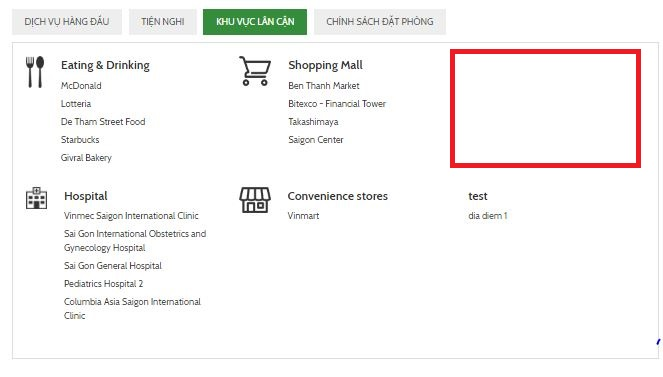 DỊCH VỤ HÀNG ĐẦU
TIỆN NGHI
KHU VỰC LÂN CẬN
CHÍNH SÁCH ĐẶT PHÒNG
Eating & Drinking
McDonald
Lotteria
De Tham Street Food
Starbucks
Givral Bakery
Shopping Mall
Ben Thanh Market
Bitexco - Financial Tower
Takashimaya
Saigon Center
Hospital
Vinmec Saigon International Clinic
Sai Gon International Obstetrics and
Gynecology Hospital
Sai Gon General Hospital
Pediatrics Hospital 2
Columbia Asia Saigon International
Clinic
Convenience stores
Vinmart
test
dia diem 1